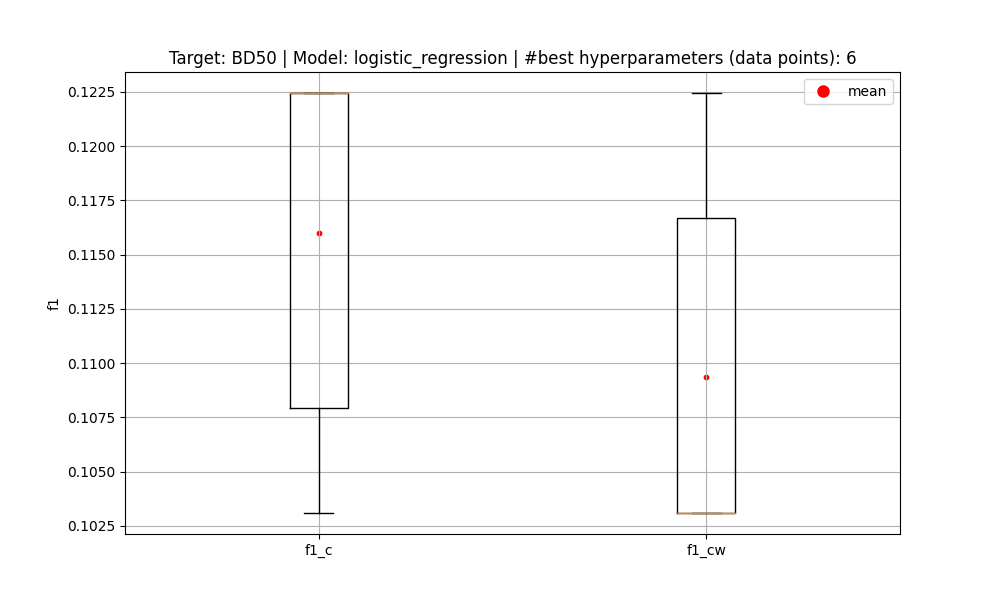 Target: BD50 | Model: logistic_regression | #best hyperparameters (data points): 6
mean
0.1225
0.1200
0.1175
0.1150
0.1125
0.1100
0.1075
0.1050
0.1025
f1
f1_c
f1_cw